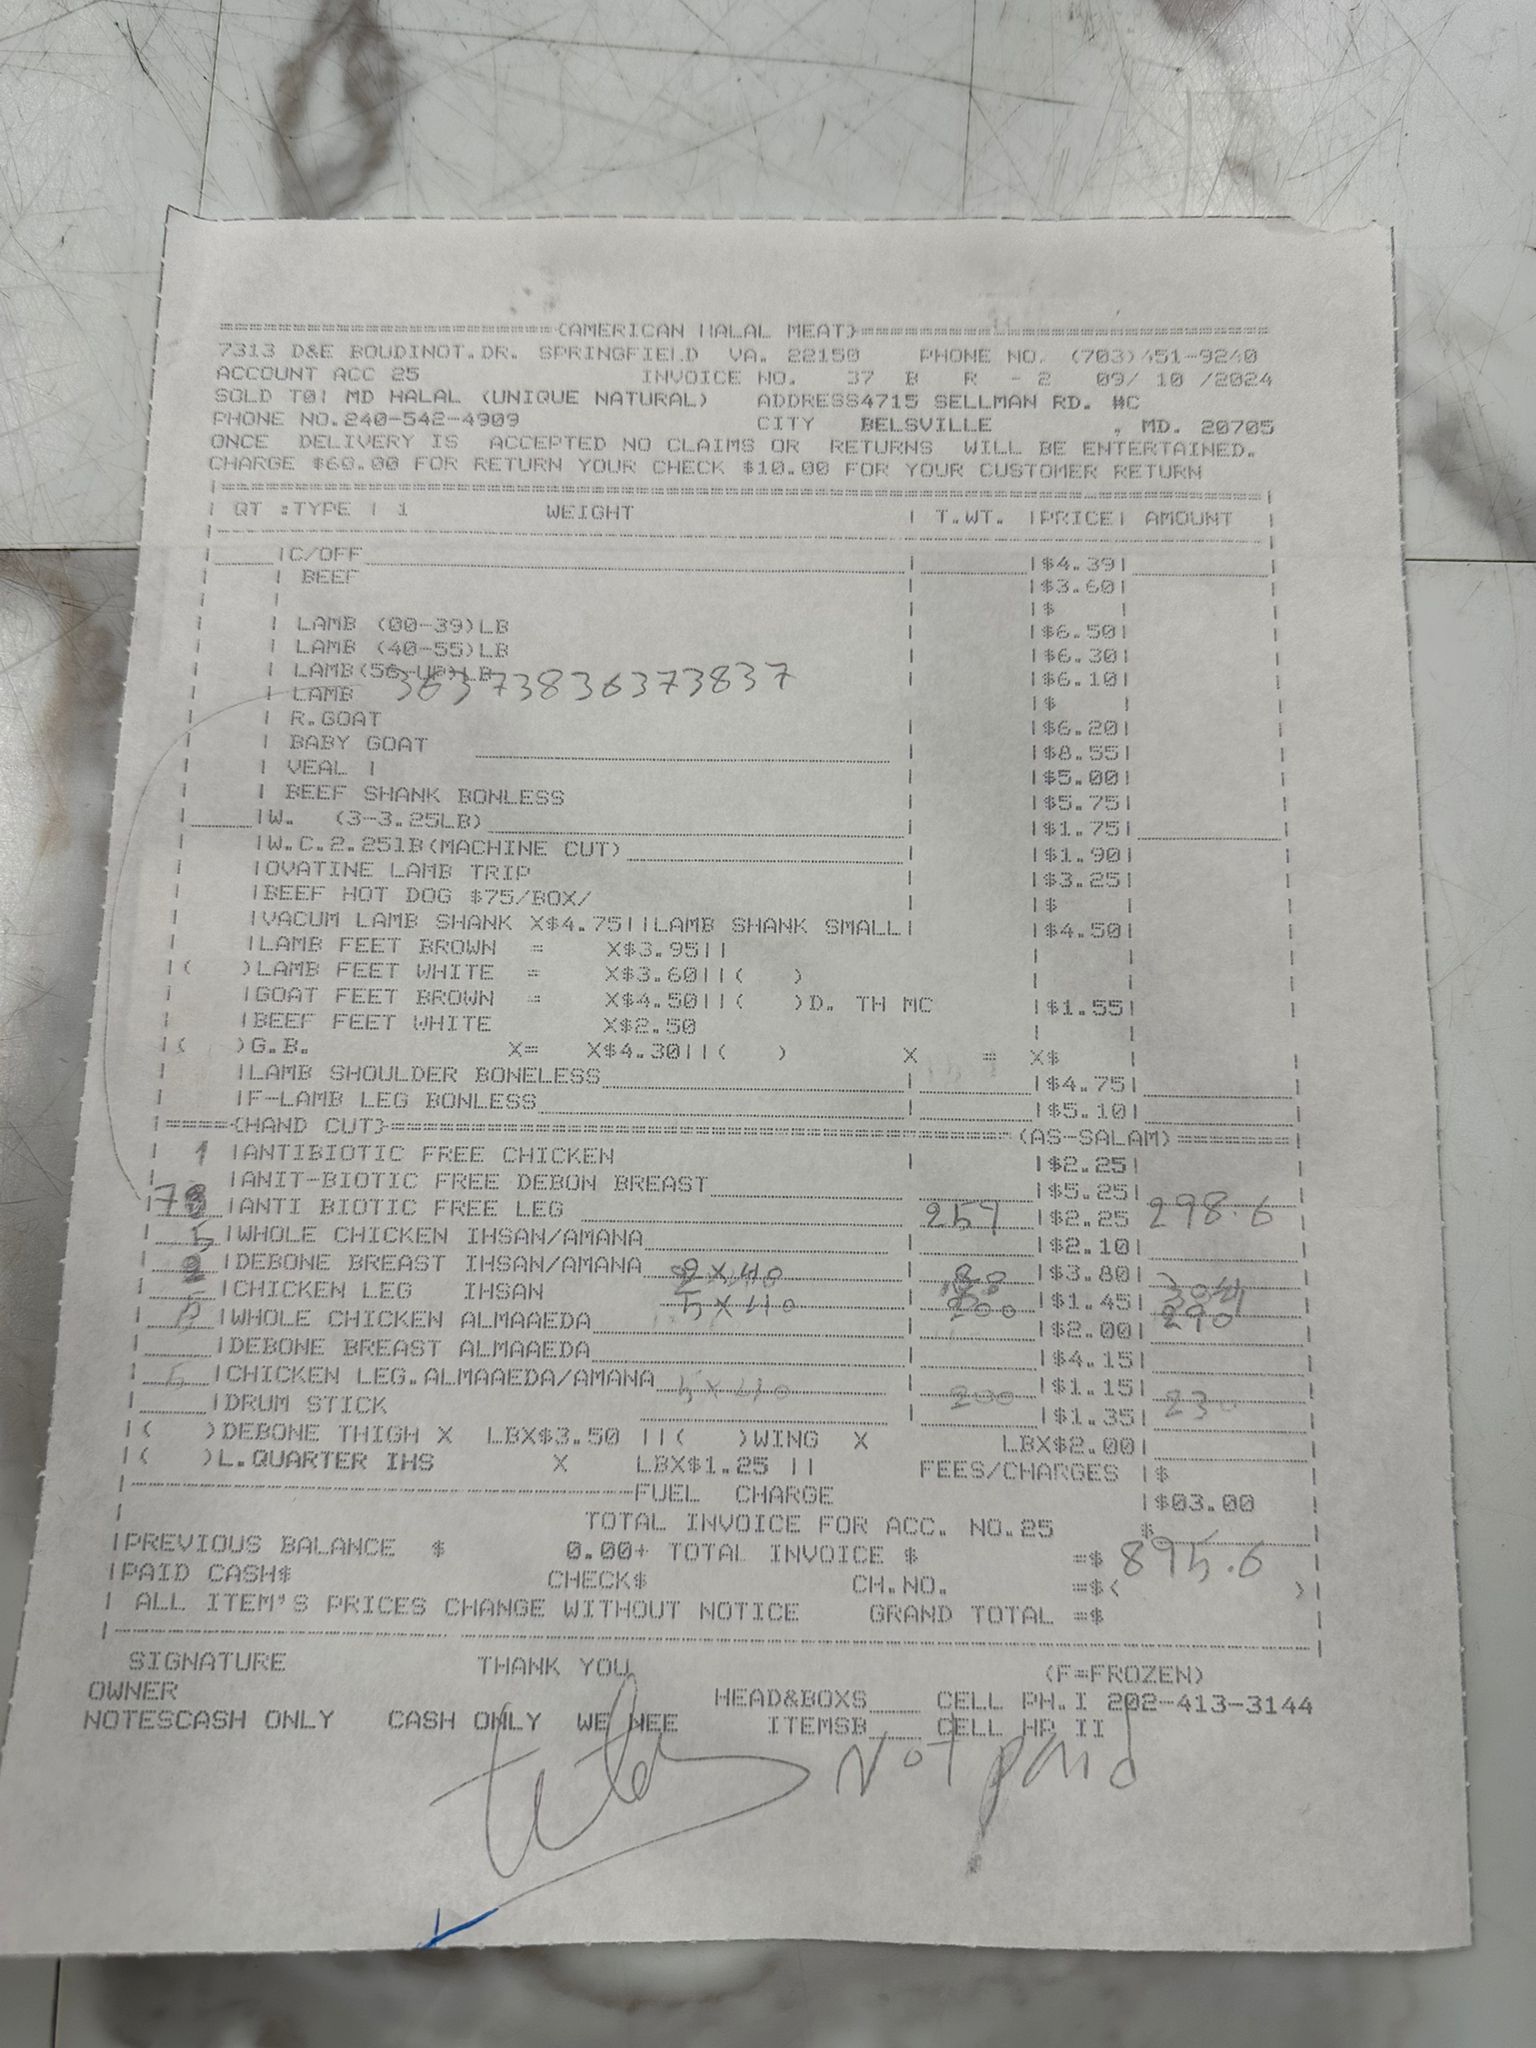 =========================(AMERICAN HALAL MEAT)==============================
7313 D&E BOUDINOT.DR. SPRINGFIELD VA. 22150 PHONE NO. (703)451-9240
ACCOUNT ACC 25 INVOICE NO. 37 B R - 2 09/ 10 /2024
SOLD TO: MD HALAL (UNIQUE NATURAL) ADDRESS4715 SELLMAN RD. #C
PHONE NO.240-542-4909 CITY BELSVILLE , MD. 20705
ONCE DELIVERY IS ACCEPTED NO CLAIMS OR RETURNS WILL BE ENTERTAINED.
CHARGE $60.00 FOR RETURN YOUR CHECK $10.00 FOR YOUR CUSTOMER RETURN
| QT :TYPE | 1 WEIGHT | T.WT. |PRICE| AMOUNT
|C/OFF |$4.39|
| BEEF |$3.60|
|$ |
| LAMB (00-39)LB |$6.50|
| LAMB (40-55)LB |$6.30|
| LAMB(56-UP)LB |$6.10|
| LAMB 36373836373837 |$ |
| R.GOAT |$6.20|
| BABY GOAT |$8.55|
| VEAL | |$5.00|
| BEEF SHANK BONLESS |$5.75|
|W. (3-3.25LB) |$1.75|
|W.C.2.25lB(MACHINE CUT) |$1.90|
|OVATINE LAMB TRIP |$3.25|
|BEEF HOT DOG $75/BOX/ |$ |
|VACUM LAMB SHANK X$4.75||LAMB SHANK SMALL| |$4.50|
|LAMB FEET BROWN = X$3.95||
|( )LAMB FEET WHITE = X$3.60||( )
|GOAT FEET BROWN = X$4.50||( )D. TH MC |$1.55|
|BEEF FEET WHITE X$2.50
|( )G.B. X= X$4.30||( ) X = X$ |
|LAMB SHOULDER BONELESS |$4.75|
|F-LAMB LEG BONLESS |$5.10|
|=====(HAND CUT)==============================(AS-SALAM)=======|
1 |ANTIBIOTIC FREE CHICKEN |$2.25|
|ANIT-BIOTIC FREE DEBON BREAST |$5.25|
|ANTI BIOTIC FREE LEG |$2.25 298.6
5 |WHOLE CHICKEN IHSAN/AMANA |$2.10|
2 |DEBONE BREAST IHSAN/AMANA 2X40 80 |$3.80| 304
5 |CHICKEN LEG IHSAN 5X40 200 |$1.45| 290
|WHOLE CHICKEN ALMAAEDA |$2.00|
|DEBONE BREAST ALMAAEDA |$4.15|
5 |CHICKEN LEG.ALMAAEDA/AMANA 5X40 200 |$1.15| 230
|DRUM STICK |$1.35|
|( )DEBONE THIGH X LBX$3.50 ||( )WING X LBX$2.00|
|( )L.QUARTER IHS X LBX$1.25 || FEES/CHARGES |$
FUEL CHARGE |$03.00
TOTAL INVOICE FOR ACC. NO.25 $
|PREVIOUS BALANCE $ 0.00+ TOTAL INVOICE $ =$ 895.6
|PAID CASH$ CHECK$ CH.NO. =$( )
| ALL ITEM'S PRICES CHANGE WITHOUT NOTICE GRAND TOTAL =$
SIGNATURE THANK YOU (F=FROZEN)
OWNER HEAD&BOXS CELL PH.I 202-413-3144
NOTESCASH ONLY CASH ONLY WE NEE ITEMSB CELL HP II
Not paid